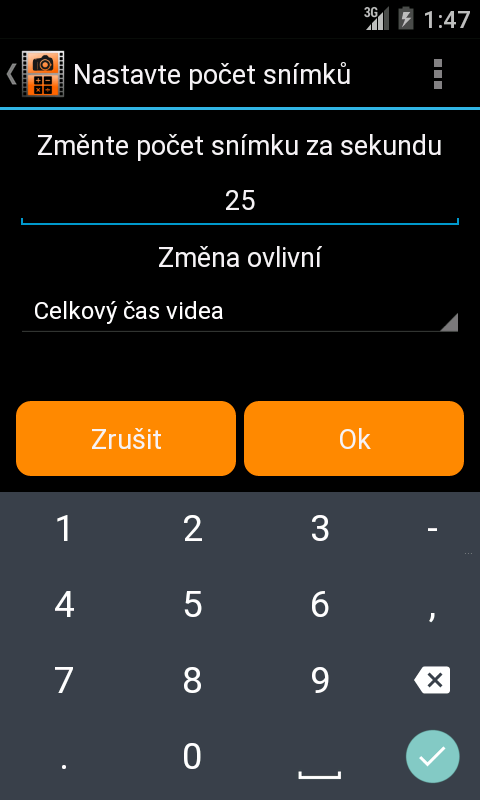 3G 1:47
Nastavte počet snímků
Změnte počet snímku za sekundu
25
Změna ovlivní
Celkový čas videa
Zrušit Ok
1 2 3 -
...
4 5 6 ,
7 8 9
. 0